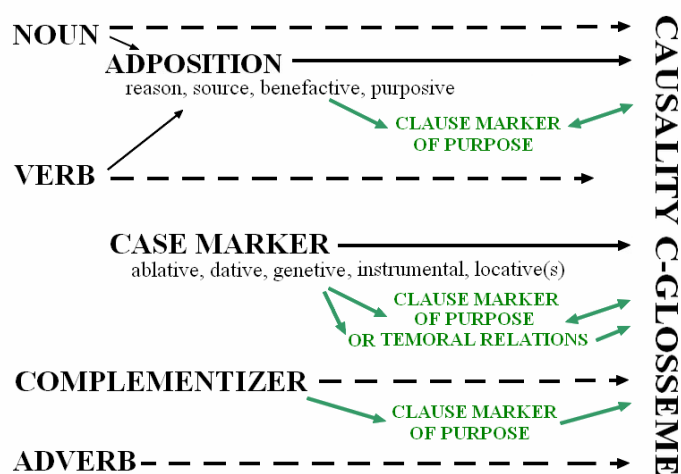 NOUN
ADPOSITION
reason, source, benefactive, purposive
CLAUSE MARKER
OF PURPOSE
VERB
CASE MARKER
ablative, dative, genetive, instrumental, locative(s)
CLAUSE MARKER
OF PURPOSE
OR TEMORAL RELATIONS
COMPLEMENTIZER
CLAUSE MARKER
OF PURPOSE
ADVERB
CAUSALITY C-GLOSSEME